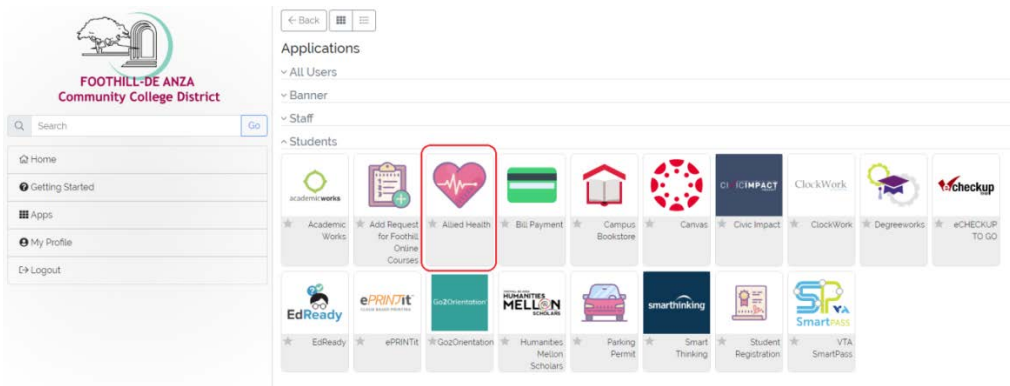 FOOTHILL-DE ANZA
Community College District
Search
Go
Home
Getting Started
Apps
My Profile
Logout
Back
Applications
All Users
Banner
Staff
Students
academicworks
CIVICIMPACT
ClockWork
echeckup
Academic
Works
Add Request
for Foothill
Online
Courses
Allied Health
Bill Payment
Campus
Bookstore
Canvas
Civic Impact
ClockWork
Degreeworks
eCHECKUP
TO GO
EdReady
ePRINTit
CLOUD BASED PRINTING
Go2Orientation
HUMANITIES
MELLON
SCHOLARS
smarthinking
VTA
SmartPASS
EdReady
ePRINTit
Go2Orientation
Humanities
Mellon
Scholars
Parking
Permit
Smart
Thinking
Student
Registration
VTA
SmartPass